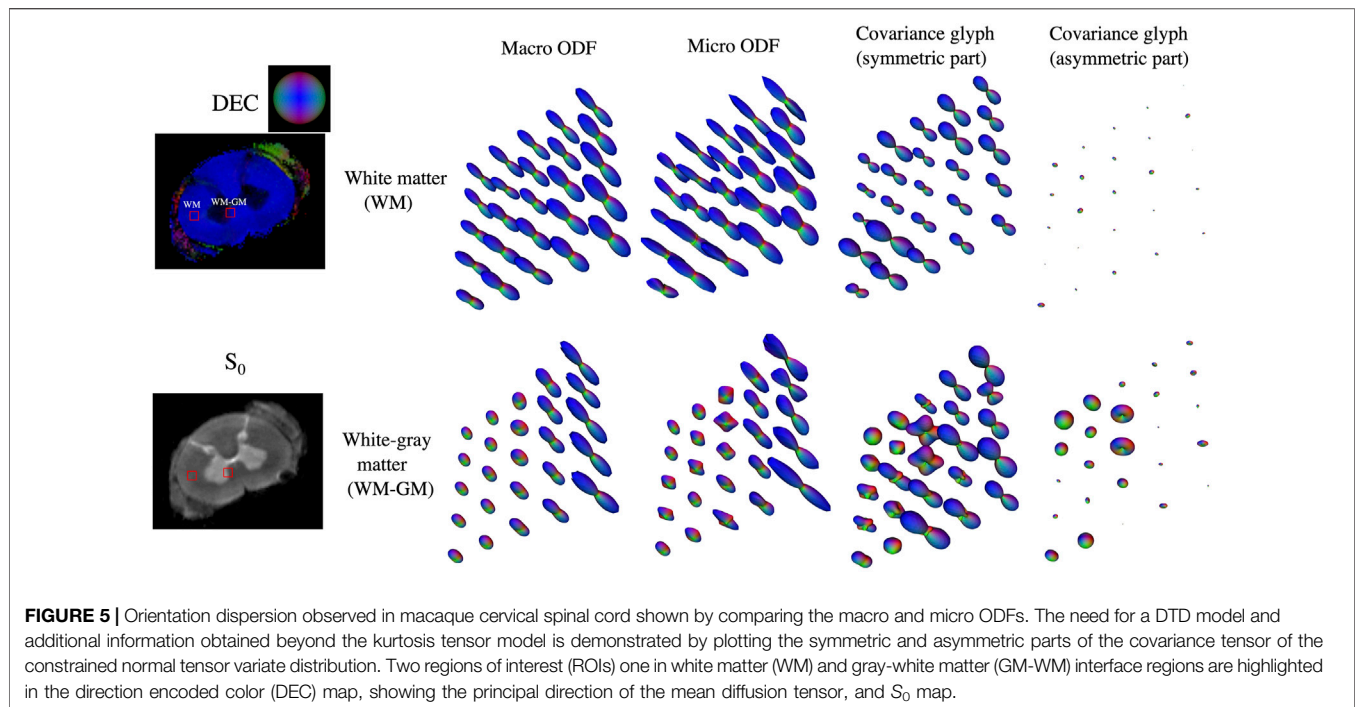 Macro ODF
Micro ODF
Covariance glyph
(symmetric part)
Covariance glyph
(asymmetric part)
DEC
WM
WM-GM
White matter
(WM)
S0
White-gray
matter
(WM-GM)
FIGURE 5 | Orientation dispersion observed in macaque cervical spinal cord shown by comparing the macro and micro ODFs. The need for a DTD model and
additional information obtained beyond the kurtosis tensor model is demonstrated by plotting the symmetric and asymmetric parts of the covariance tensor of the
constrained normal tensor variate distribution. Two regions of interest (ROIs) one in white matter (WM) and gray-white matter (GM-WM) interface regions are highlighted
in the direction encoded color (DEC) map, showing the principal direction of the mean diffusion tensor, and S0 map.